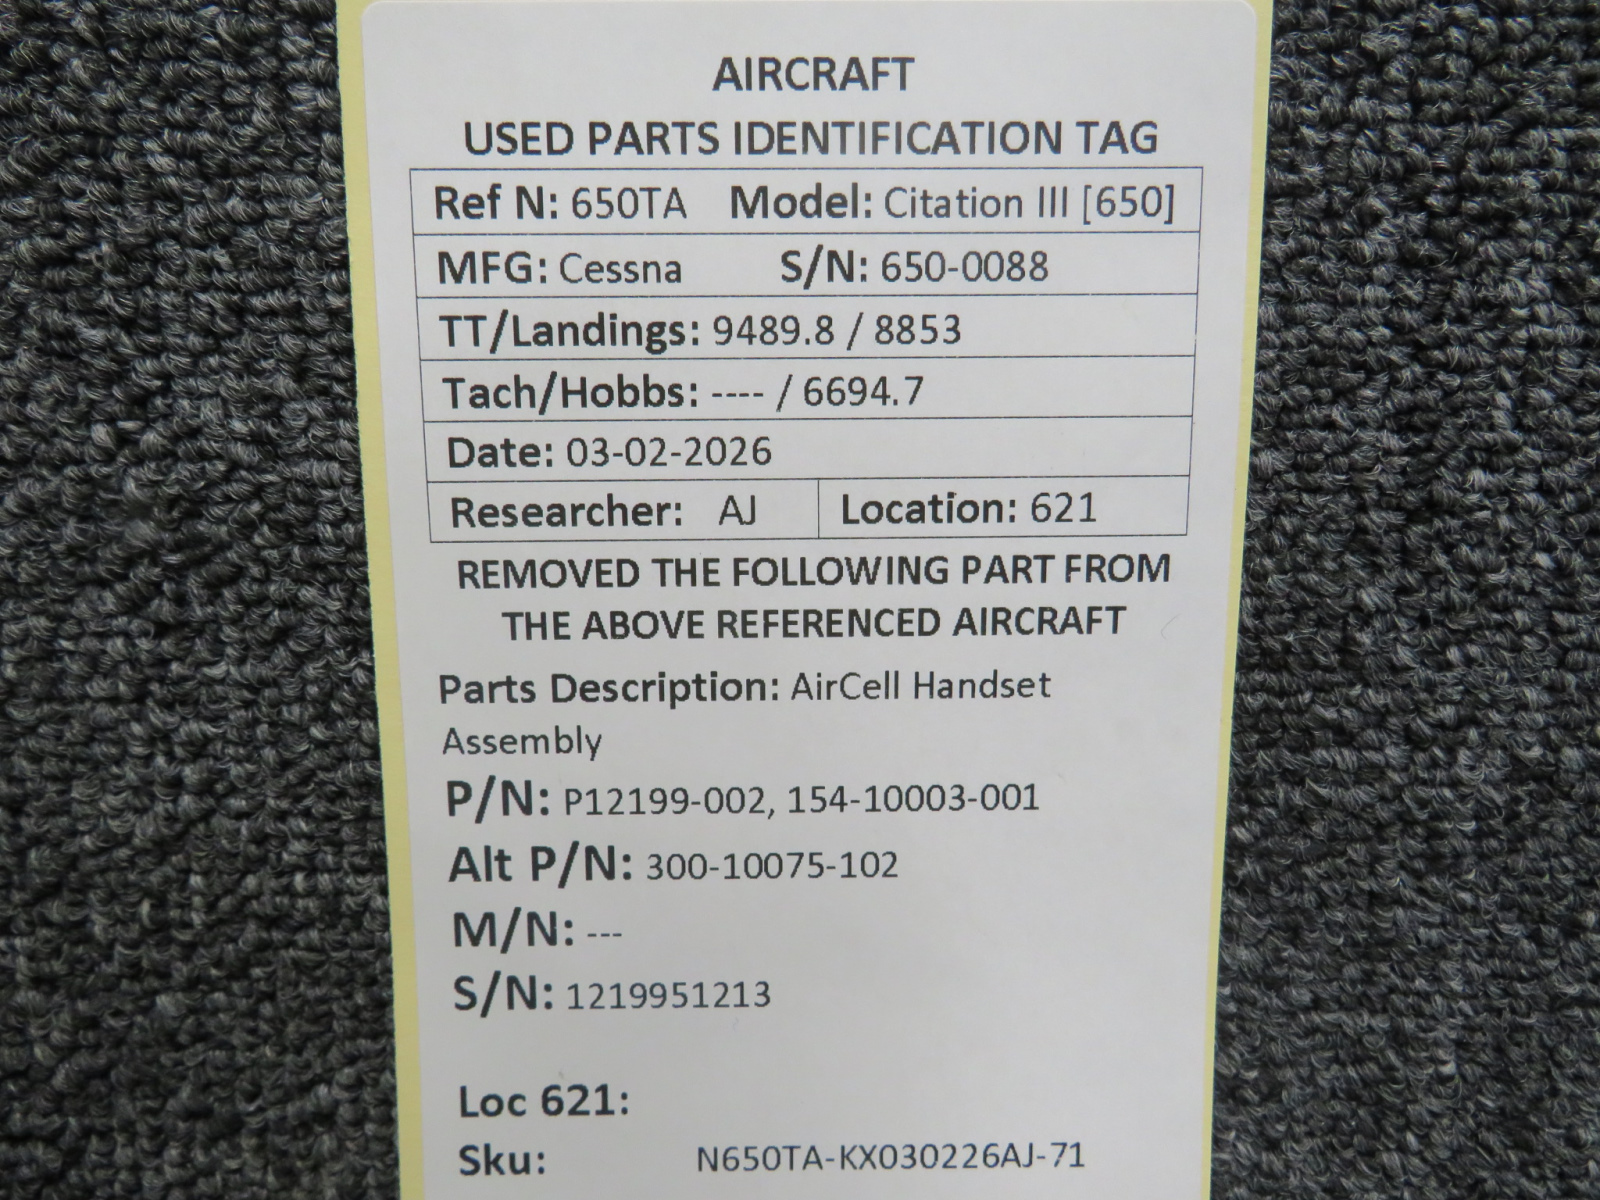 AIRCRAFT
USED PARTS IDENTIFICATION TAG
Ref N: 650TA Model: Citation III [650]
MFG: Cessna S/N: 650-0088
TT/Landings: 9489.8 / 8853
Tach/Hobbs: ---- / 6694.7
Date: 03-02-2026
Researcher: AJ Location: 621
REMOVED THE FOLLOWING PART FROM
THE ABOVE REFERENCED AIRCRAFT
Parts Description: AirCell Handset
Assembly
P/N: P12199-002, 154-10003-001
Alt P/N: 300-10075-102
M/N: ---
S/N: 1219951213
Loc 621:
Sku: N650TA-KX030226AJ-71